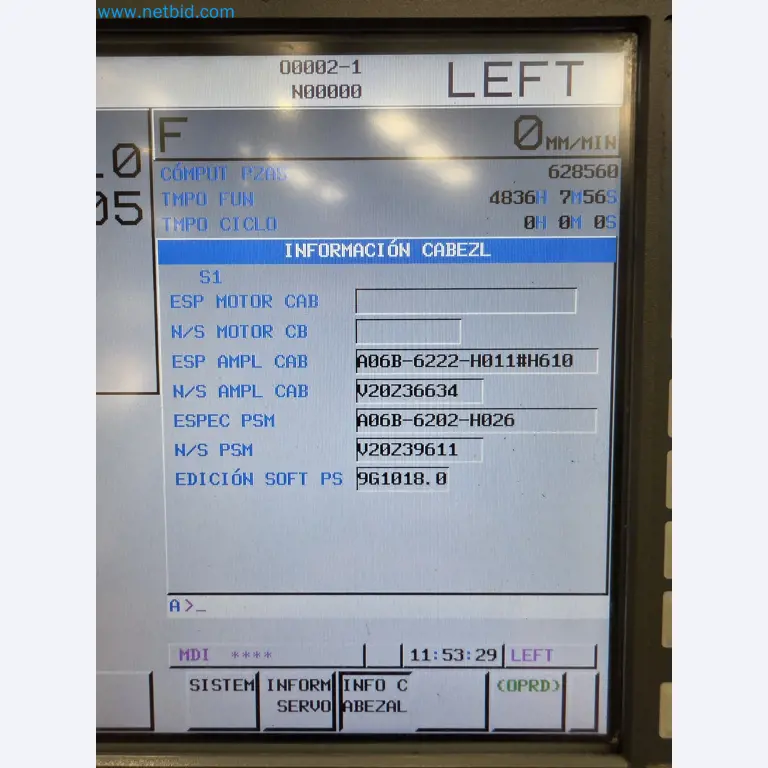 www.netbid.com
O0002-1
N00000
LEFT
F 0 MM/MIN
05
CÓMPUT PZAS 628560
TMPO FUN 4836H 7M56S
TMPO CICLO 0H 0M 0S
INFORMACIÓN CABEZL
S1
ESP MOTOR CAB
N/S MOTOR CB
ESP AMPL CAB A06B-6222-H011#H610
N/S AMPL CAB V20Z36634
ESPEC PSM A06B-6202-H026
N/S PSM V20Z39611
EDICIÓN SOFT PS 9G1018.0
A>_
MDI **** 11:53:29 LEFT
SISTEM INFORM SERVO INFO CABEZAL (OPRD)